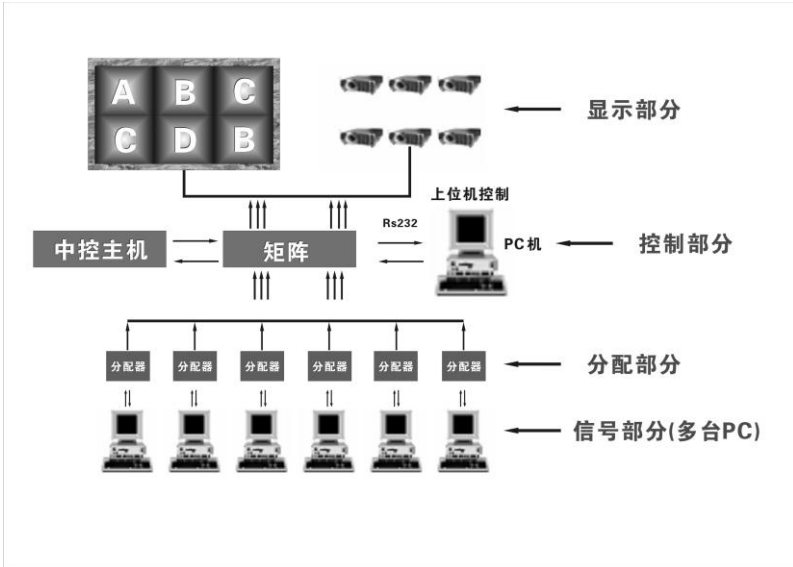 A B C
C D B
显示部分
上位机控制
Rs232
中控主机
矩阵
PC机
控制部分
分配器 分配器 分配器 分配器 分配器 分配器
分配部分
信号部分(多台PC)